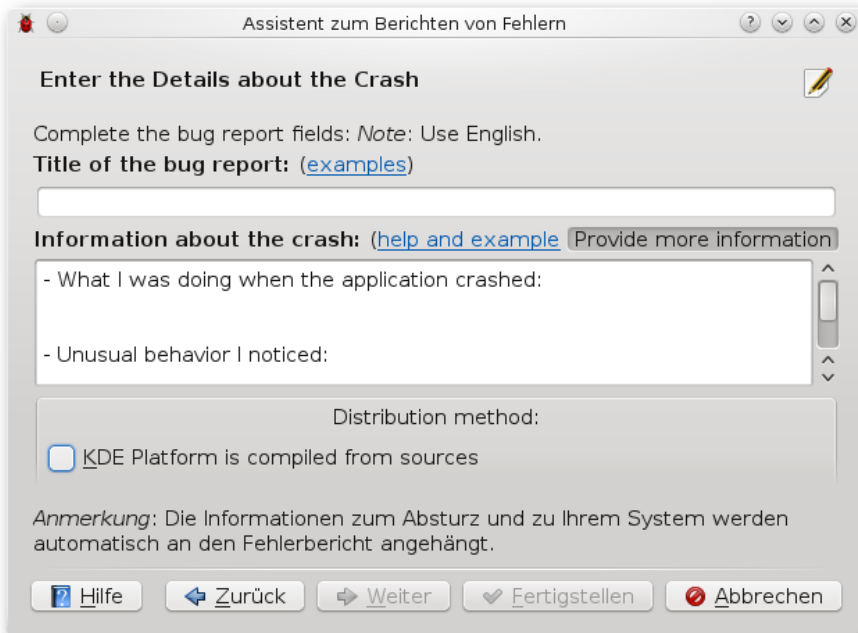 Assistent zum Berichten von Fehlern
Enter the Details about the Crash
Complete the bug report fields: Note: Use English.
Title of the bug report: (examples)
Information about the crash: (help and example Provide more information
- What I was doing when the application crashed:
- Unusual behavior I noticed:
Distribution method:
KDE Platform is compiled from sources
Anmerkung: Die Informationen zum Absturz und zu Ihrem System werden
automatisch an den Fehlerbericht angehängt.
Hilfe Zurück Weiter Fertigstellen Abbrechen